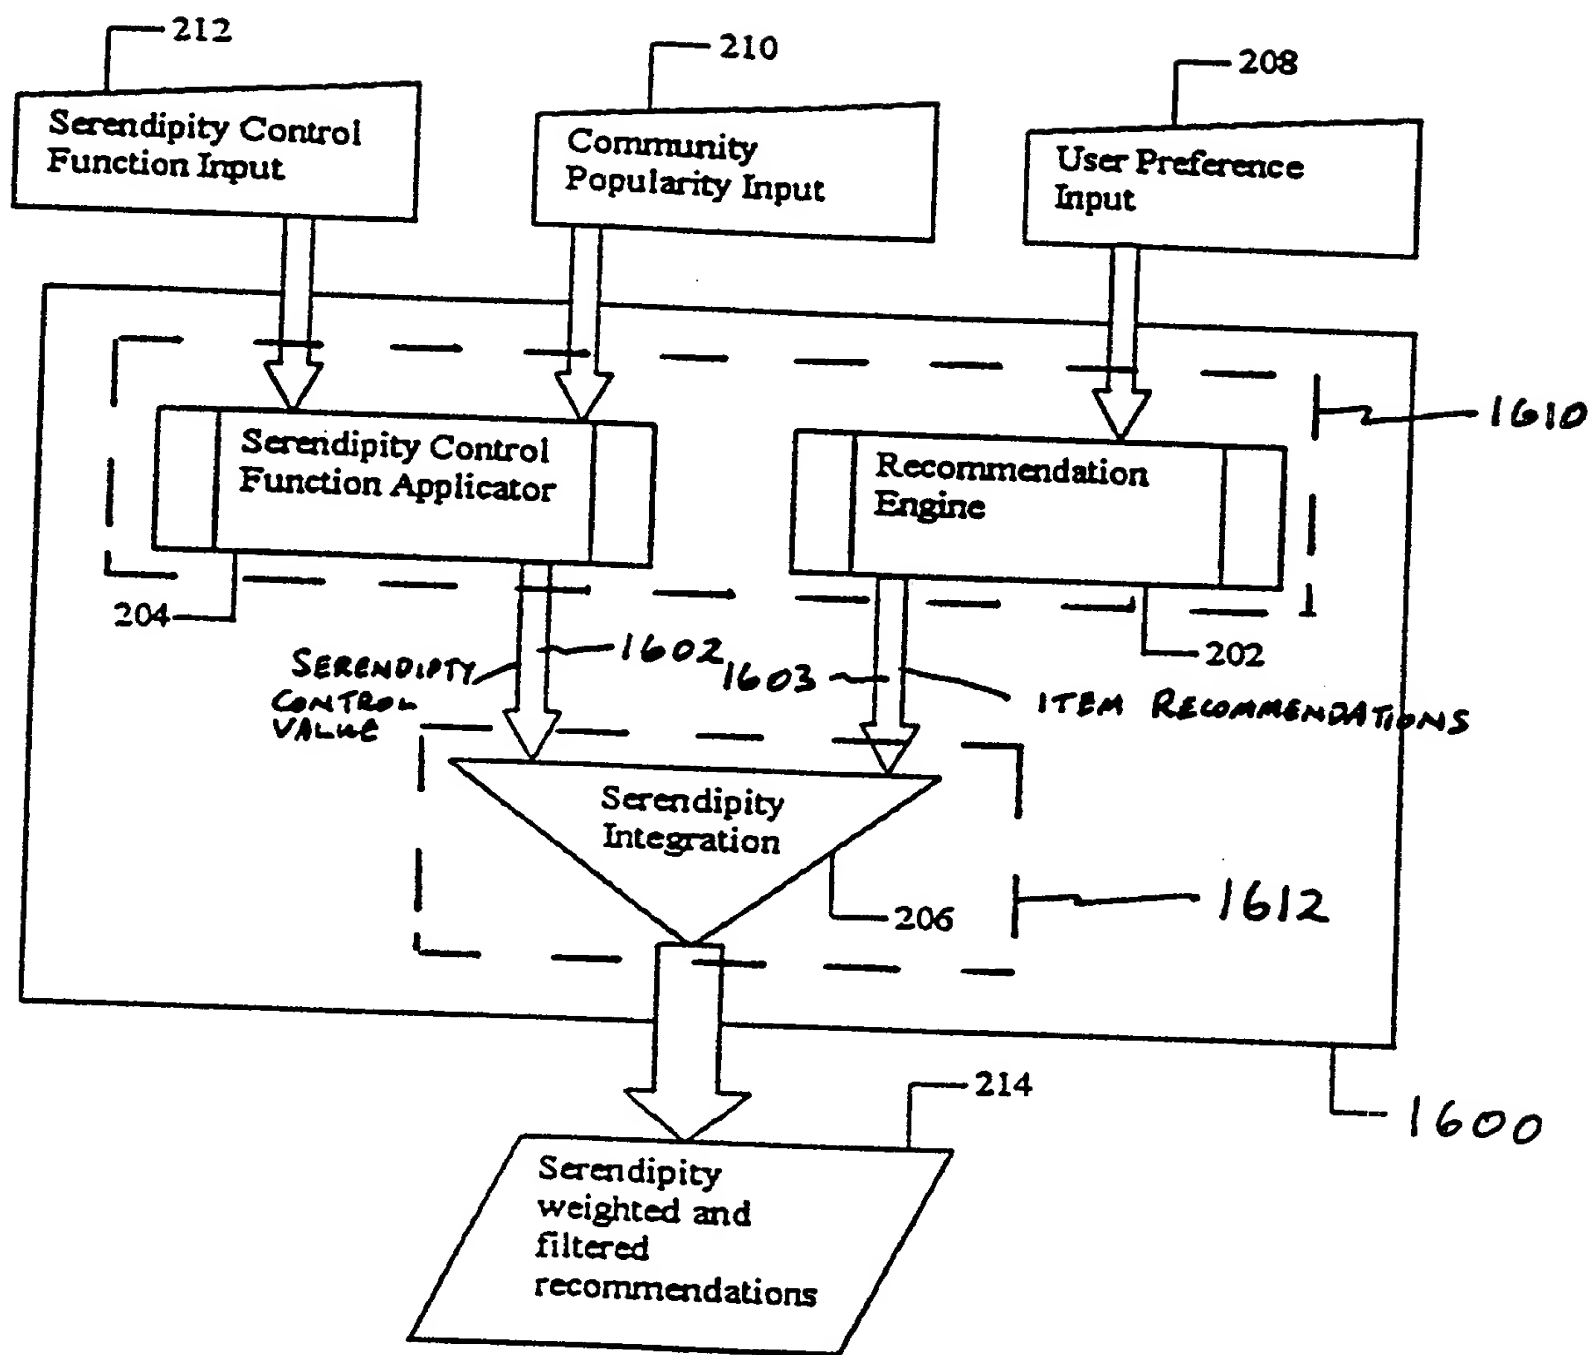 212
210
208
Serendipity Control
Function Input
Community
Popularity Input
User Preference
Input
1610
Serendipity Control
Function Applicator
Recommendation
Engine
204
202
1602
1603
SERENDIPTY
CONTROL
VALUE
ITEM RECOMMENDATIONS
Serendipity
Integration
206
1612
214
1600
Serendipity
weighted and
filtered
recommendations